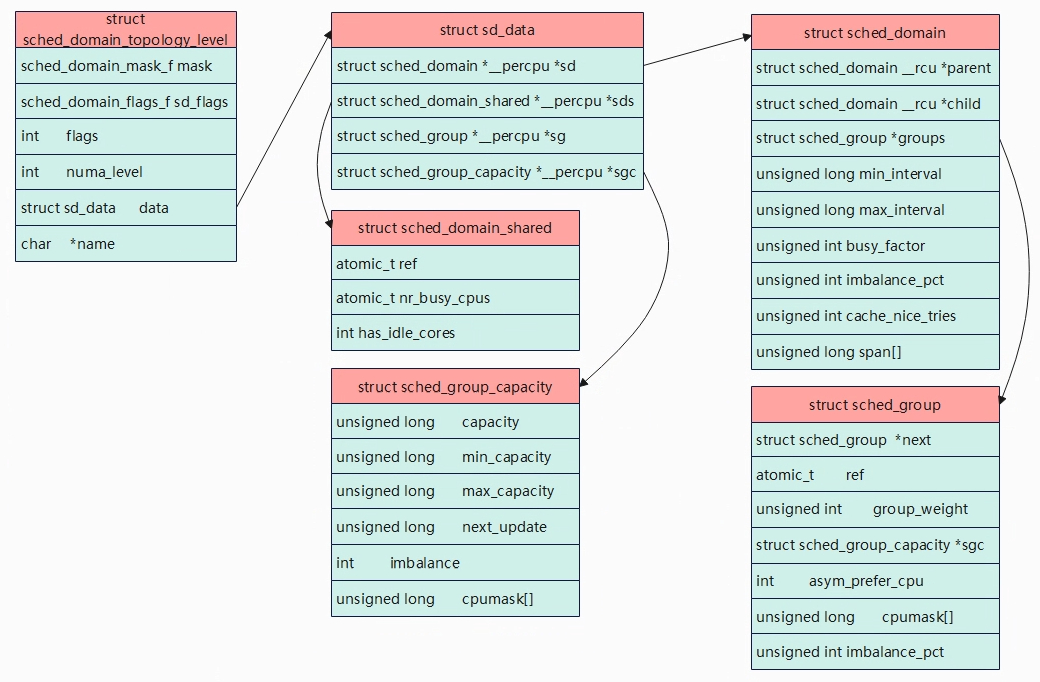 struct
sched_domain_topology_level
sched_domain_mask_f mask
sched_domain_flags_f sd_flags
int flags
int numa_level
struct sd_data data
char *name
struct sd_data
struct sched_domain *__percpu *sd
struct sched_domain_shared *__percpu *sds
struct sched_group *__percpu *sg
struct sched_group_capacity *__percpu *sgc
struct sched_domain_shared
atomic_t ref
atomic_t nr_busy_cpus
int has_idle_cores
struct sched_group_capacity
unsigned long capacity
unsigned long min_capacity
unsigned long max_capacity
unsigned long next_update
int imbalance
unsigned long cpumask[]
struct sched_domain
struct sched_domain __rcu *parent
struct sched_domain __rcu *child
struct sched_group *groups
unsigned long min_interval
unsigned long max_interval
unsigned int busy_factor
unsigned int imbalance_pct
unsigned int cache_nice_tries
unsigned long span[]
struct sched_group
struct sched_group *next
atomic_t ref
unsigned int group_weight
struct sched_group_capacity *sgc
int asym_prefer_cpu
unsigned long cpumask[]
unsigned int imbalance_pct